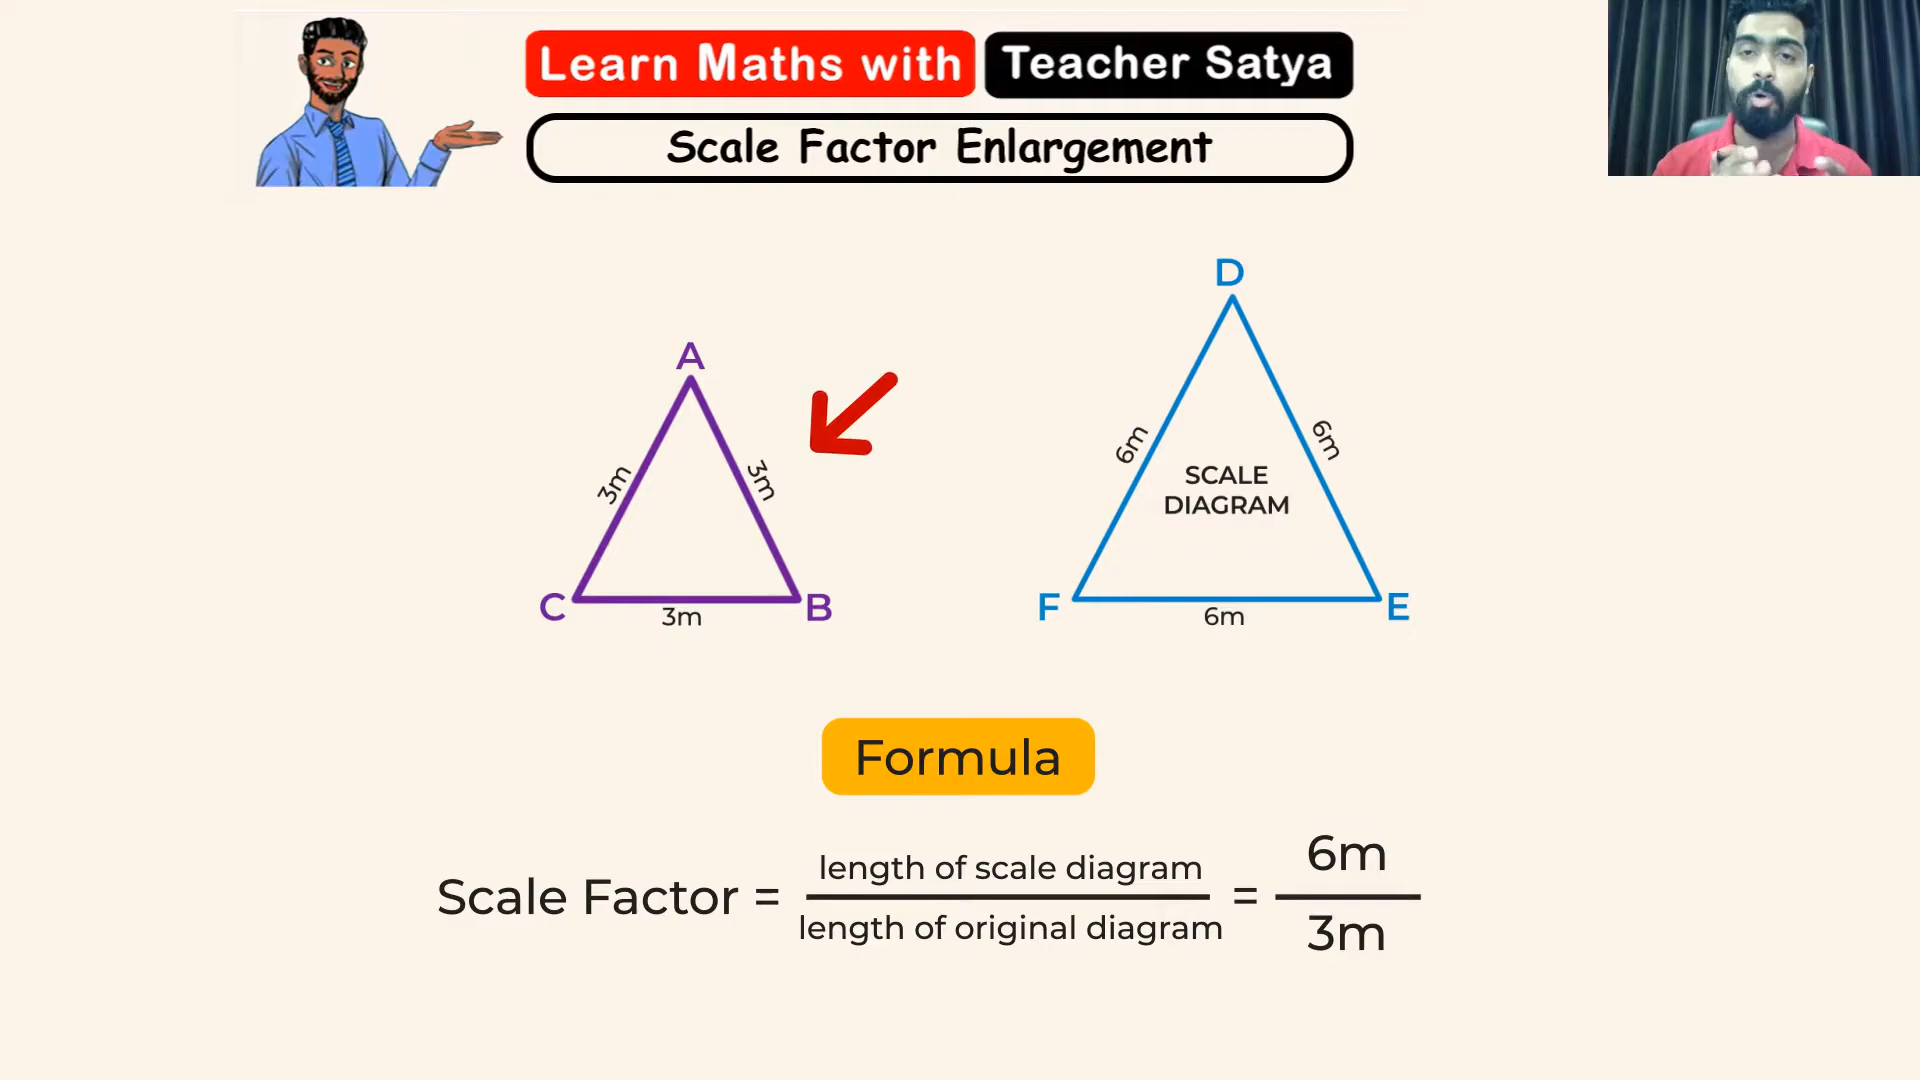 Learn Maths with Teacher Satya
Scale Factor Enlargement
A
3m
3m
C
B
3m
D
6m
6m
SCALE
DIAGRAM
F
E
6m
Formula
Scale Factor = length of scale diagram / length of original diagram = 6m / 3m